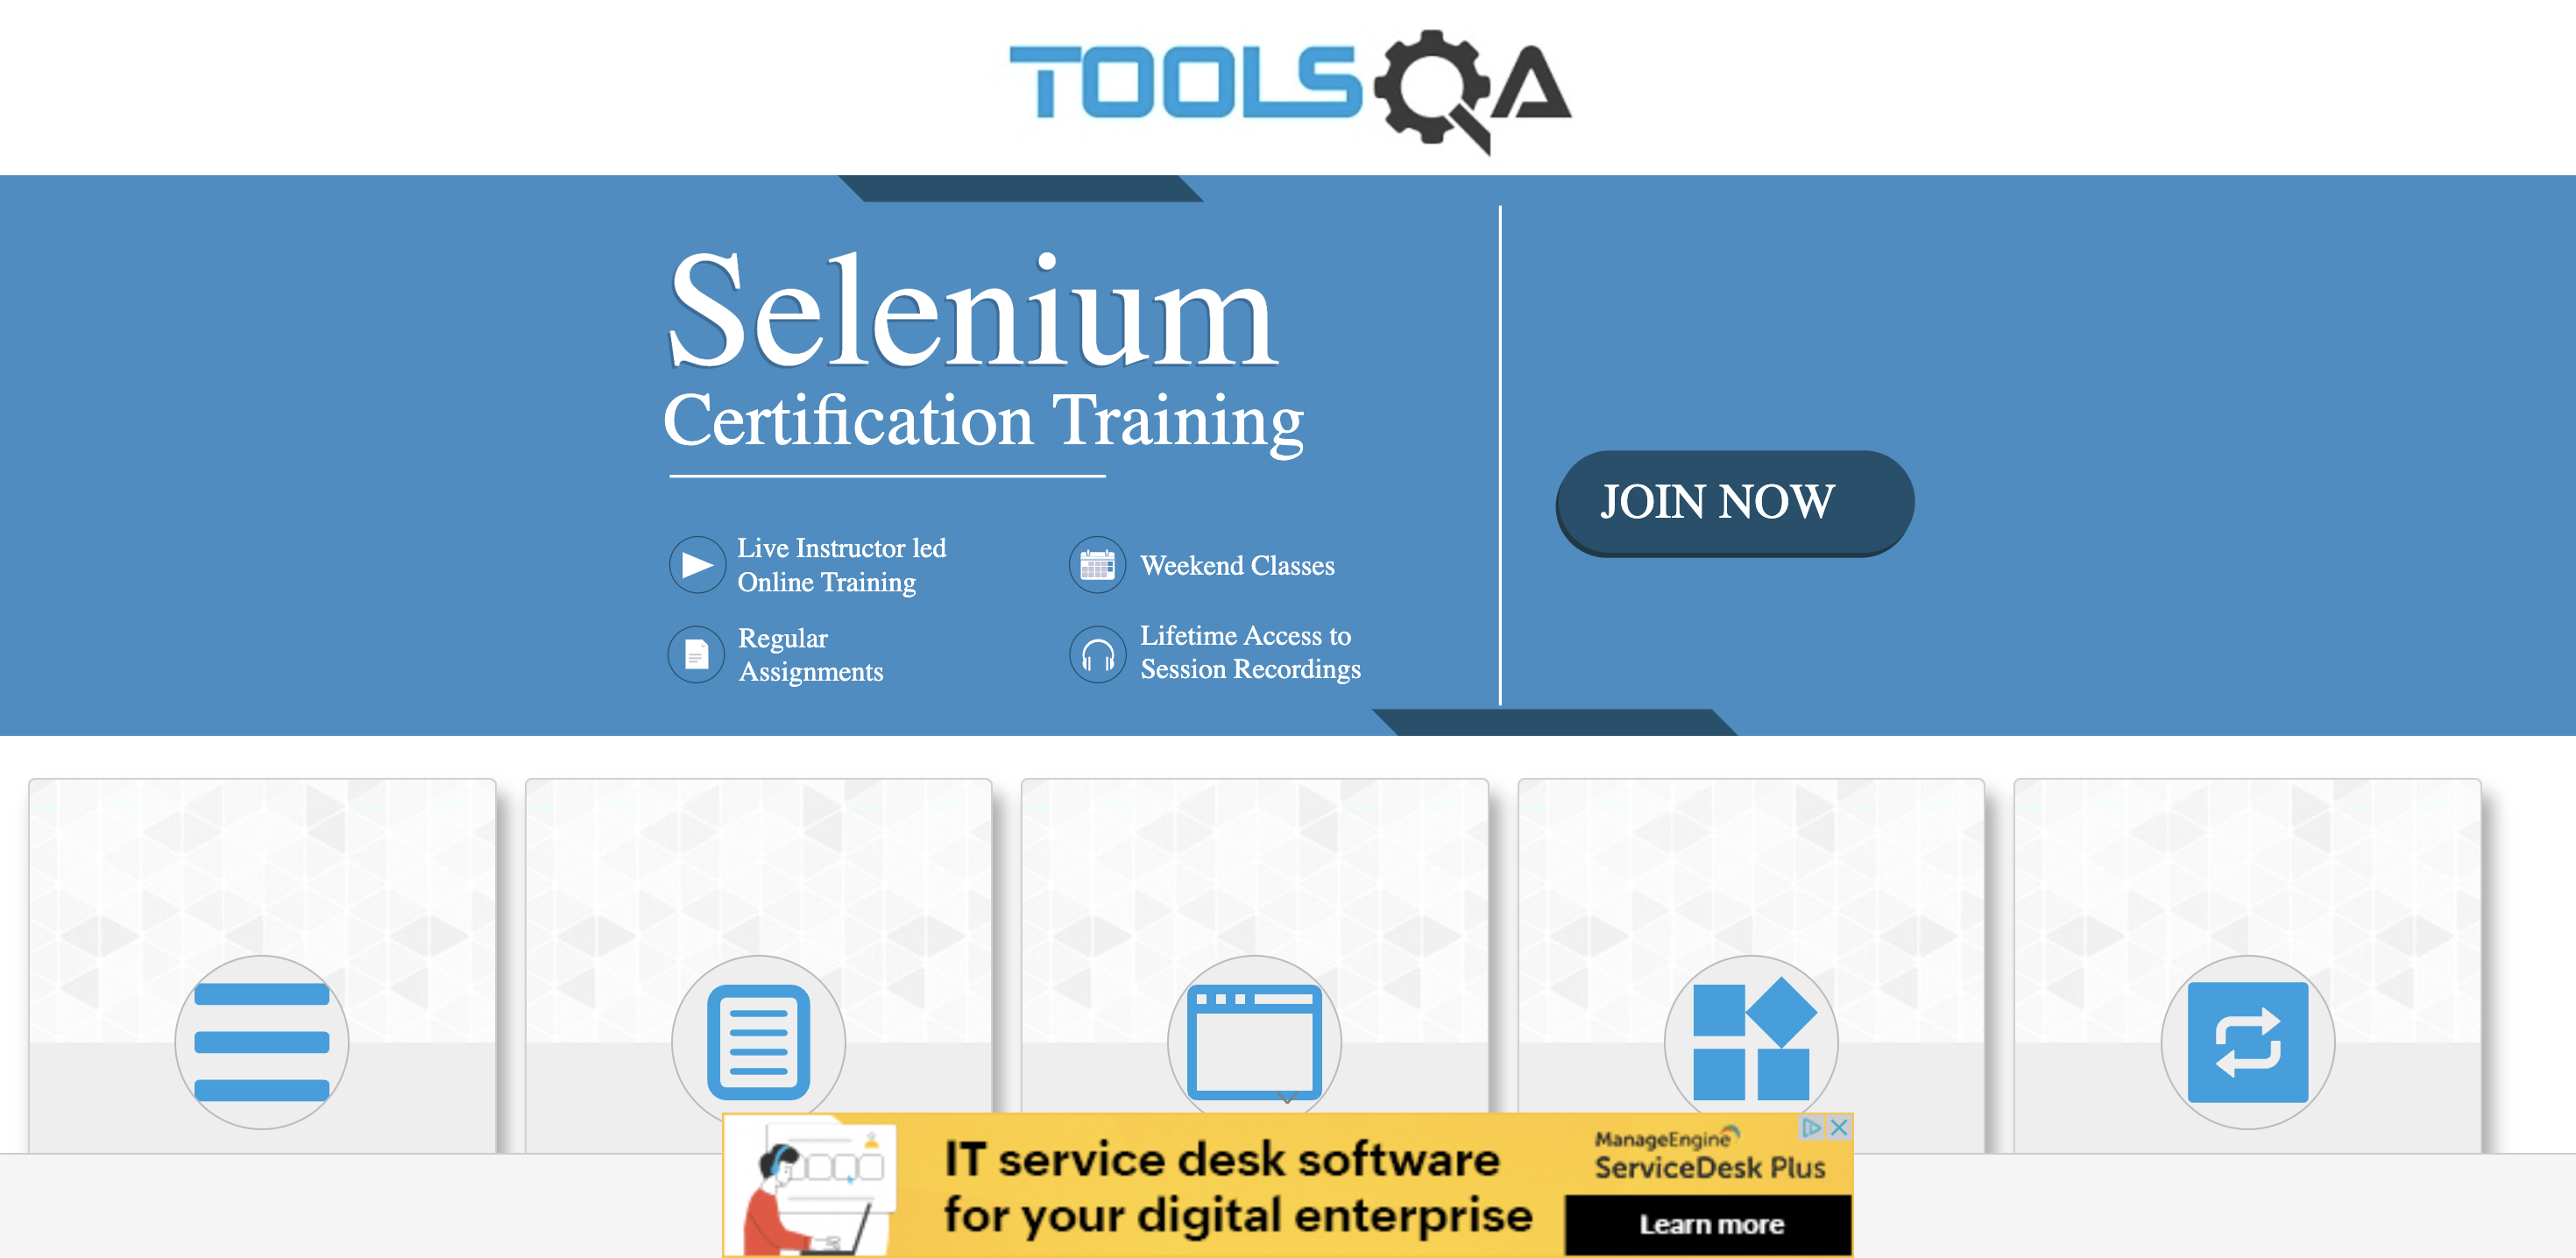 TOOLSQA
Selenium
Certification Training
JOIN NOW
Live Instructor led
Online Training
Weekend Classes
Regular
Assignments
Lifetime Access to
Session Recordings
IT service desk software
for your digital enterprise
ManageEngine
ServiceDesk Plus
Learn more